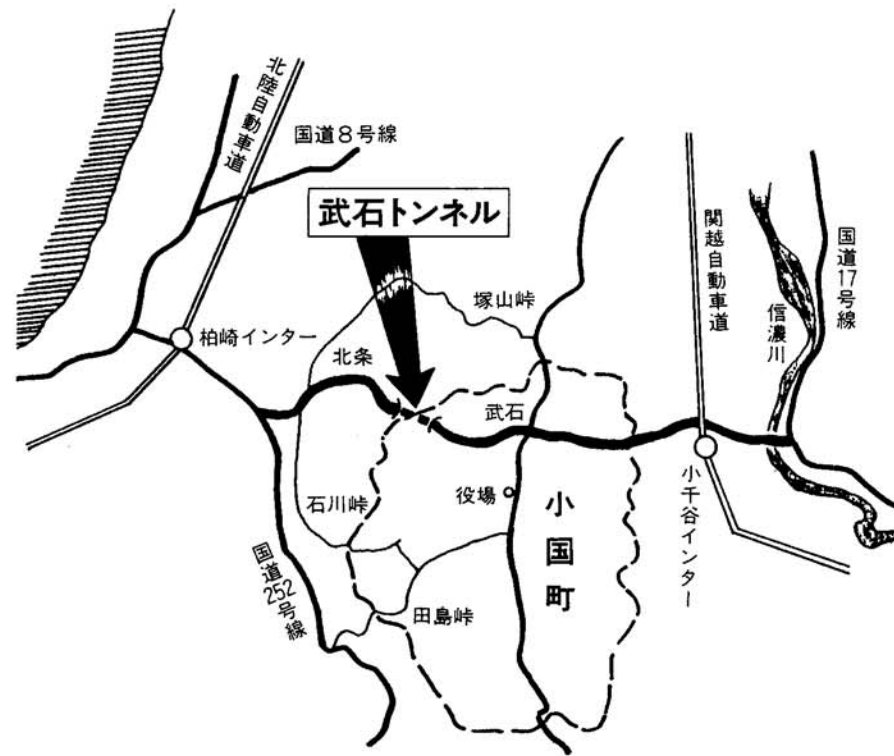 北陸自動車道
国道8号線
武石トンネル
塚山峠
関越自動車道
国道17号線
信濃川
柏崎インター
北条
武石
石川峠
役場
小国町
小千谷インター
国道252号線
田島峠